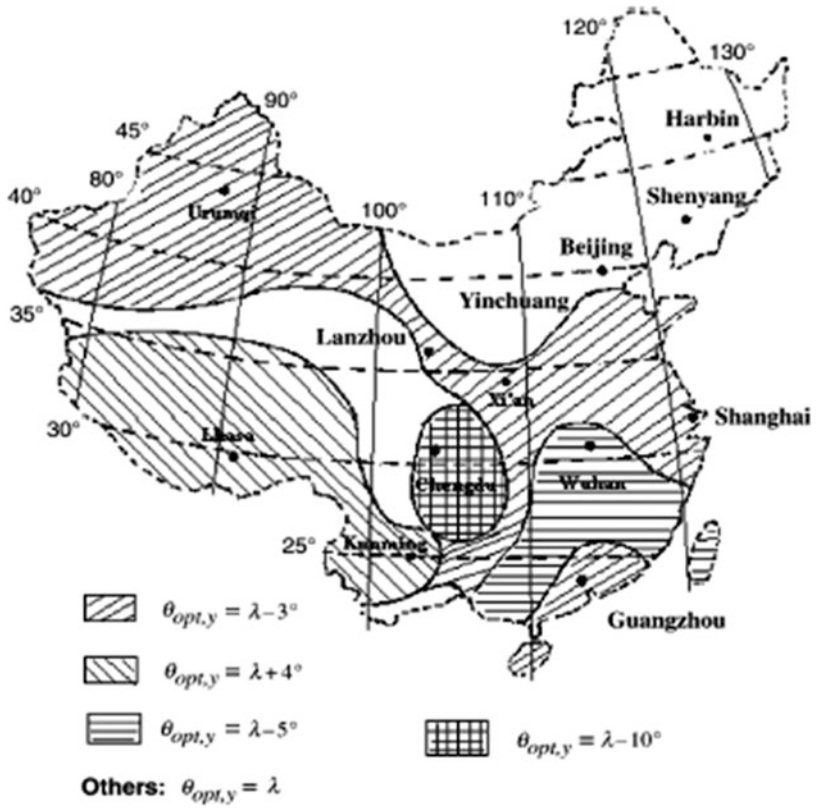 120°
130°
90°
Harbin
45°
80°
40°
Urumqi
100°
110°
Shenyang
Beijing
Yinchuang
35°
Lanzhou
Xi'an
Shanghai
30°
Lhasa
Chengdu
Wuhan
25°
Kunming
Guangzhou
θopt,y = λ−3°
θopt,y = λ+4°
θopt,y = λ−5°
θopt,y = λ−10°
Others: θopt,y = λ